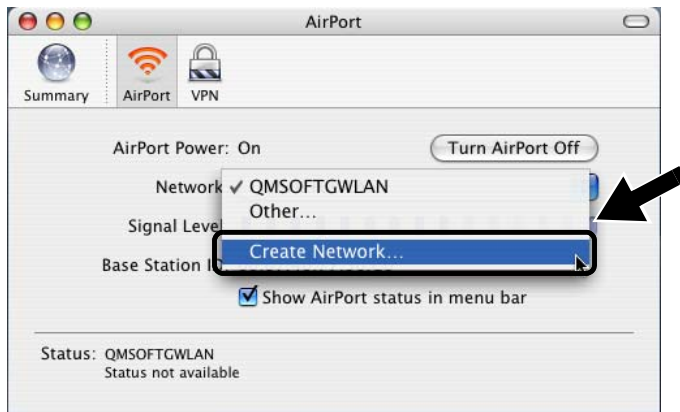 AirPort
Summary AirPort VPN
AirPort Power: On Turn AirPort Off
Network ✓ QMSOFTGWLAN
Other...
Signal Level
Create Network...
Base Station ID:
Show AirPort status in menu bar
Status: QMSOFTGWLAN
Status not available